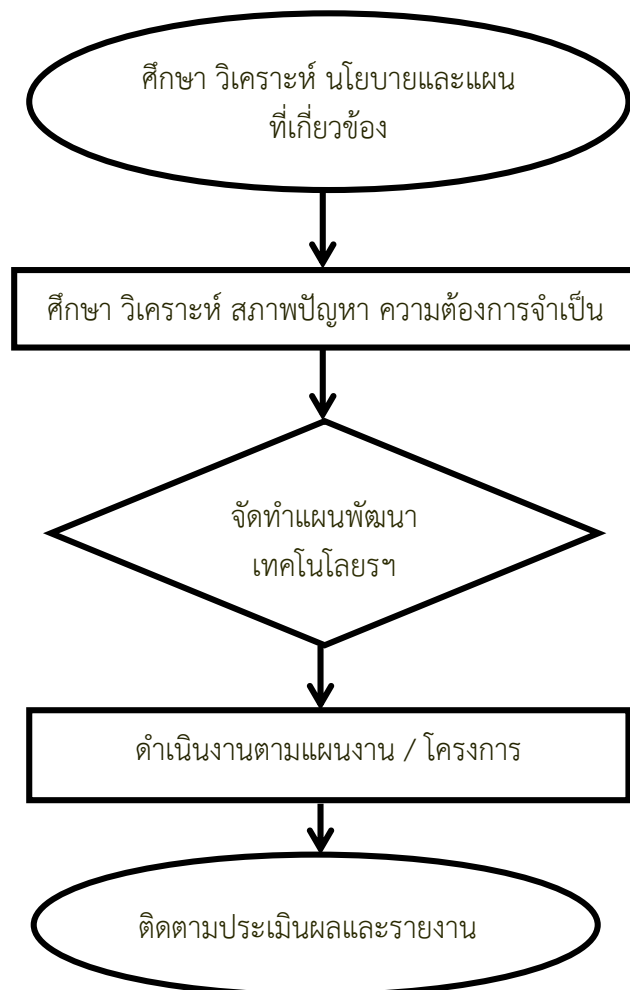 ศึกษา วิเคราะห์ นโยบายและแผน
ที่เกี่ยวข้อง
ศึกษา วิเคราะห์ สภาพปัญหา ความต้องการจำเป็น
จัดทำแผนพัฒนา
เทคโนโลยรฯ
ดำเนินงานตามแผนงาน / โครงการ
ติดตามประเมินผลและรายงาน